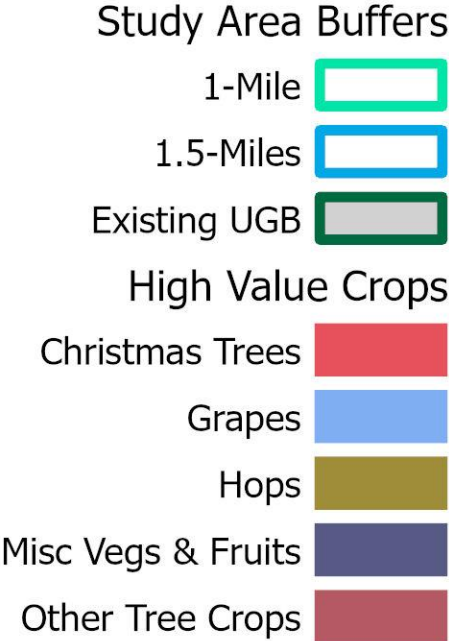 Study Area Buffers
1-Mile
1.5-Miles
Existing UGB
High Value Crops
Christmas Trees
Grapes
Hops
Misc Vegs & Fruits
Other Tree Crops